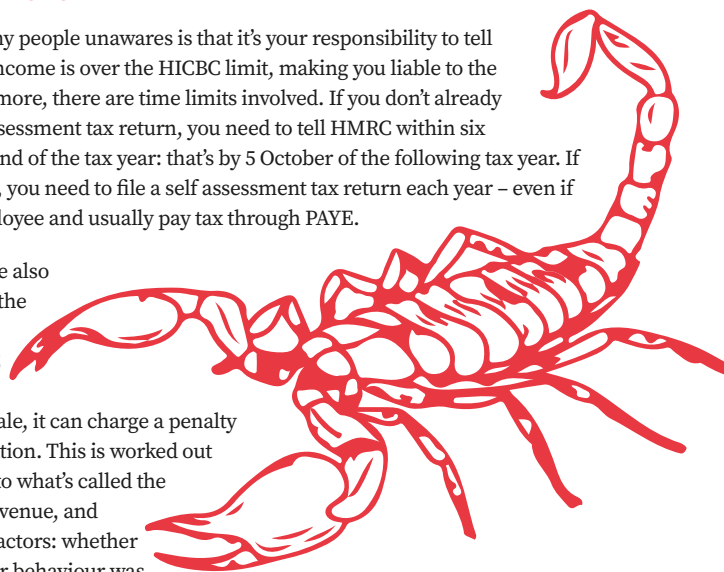 ny people unawares is that it’s your responsibility to tell
ncome is over the HICBC limit, making you liable to the
more, there are time limits involved. If you don’t already
ssessment tax return, you need to tell HMRC within six
nd of the tax year: that’s by 5 October of the following tax year. If
, you need to file a self assessment tax return each year – even if
loyee and usually pay tax through PAYE.
e also
the
ale, it can charge a penalty
tion. This is worked out
to what’s called the
venue, and
actors: whether
r behaviour was